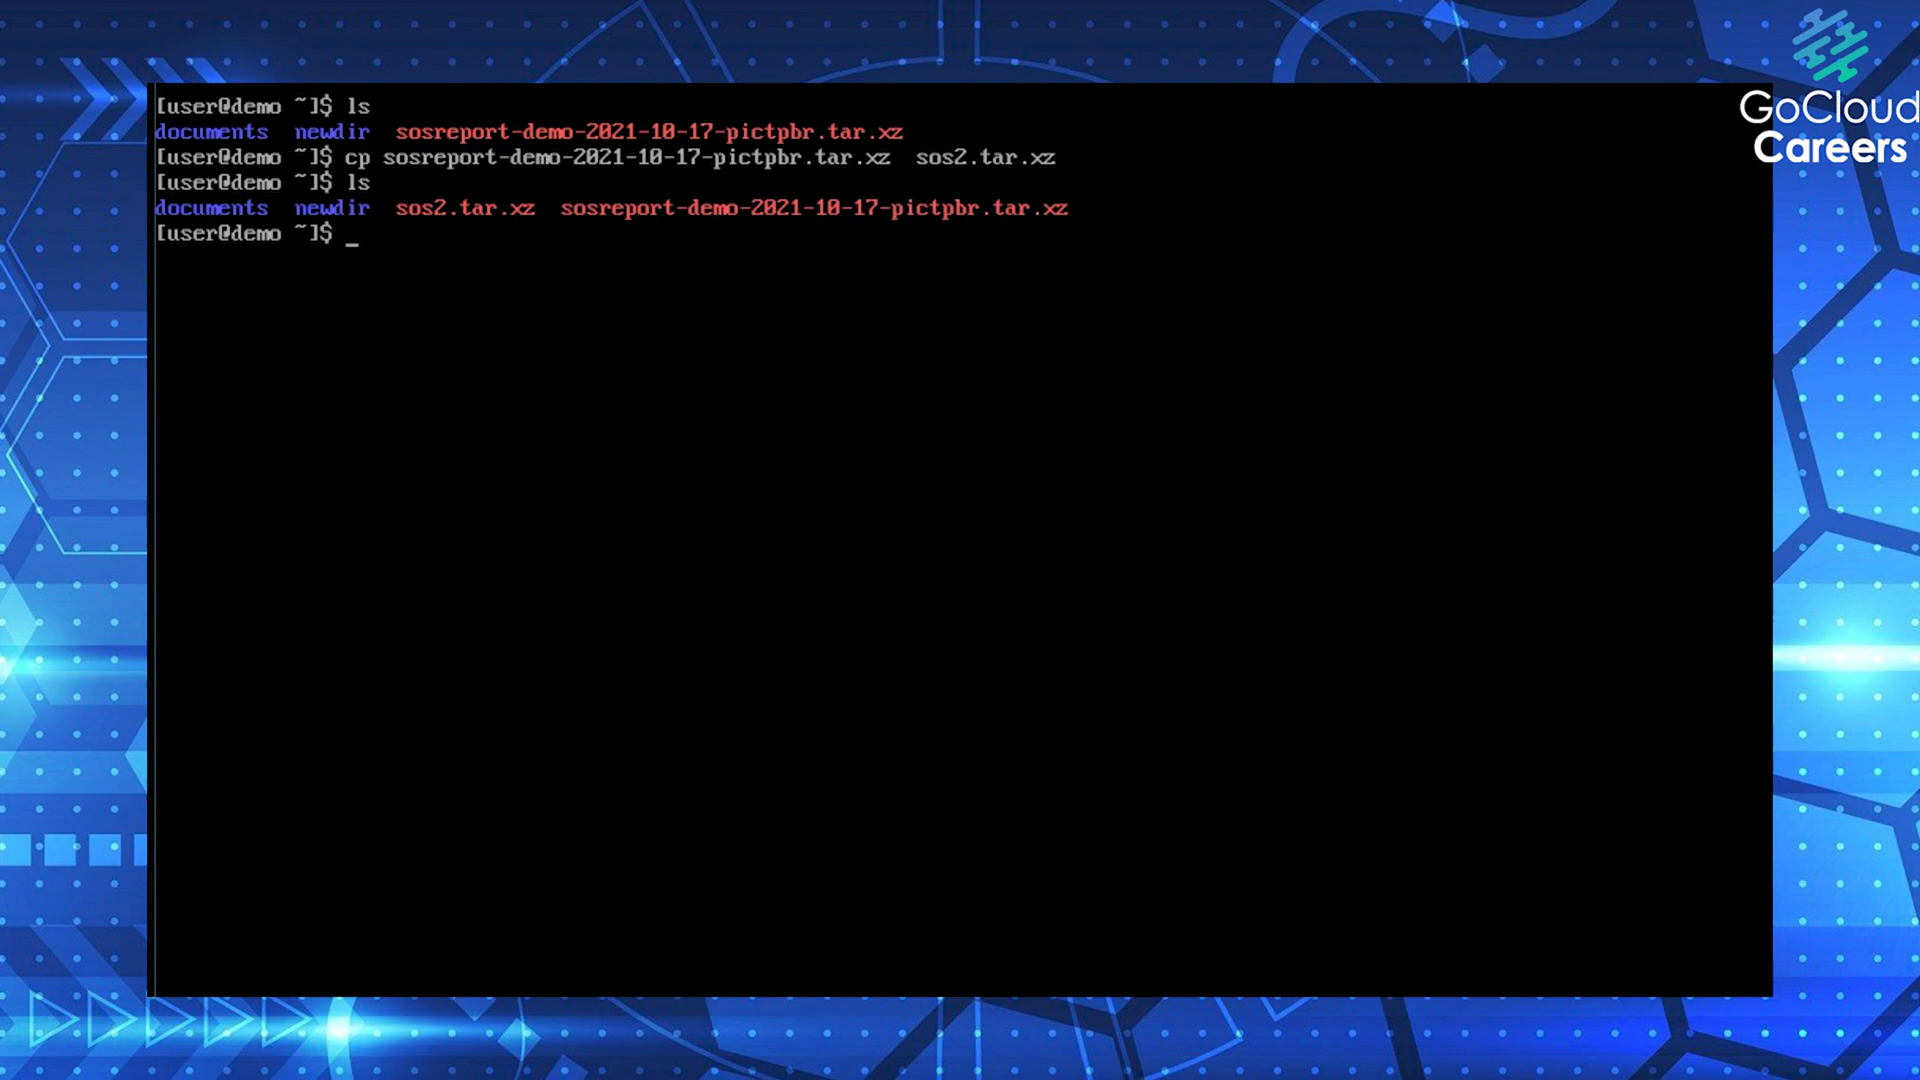 [user@demo ~]$ ls
documents  newdir  sosreport-demo-2021-10-17-pictpbr.tar.xz
[user@demo ~]$ cp sosreport-demo-2021-10-17-pictpbr.tar.xz  sos2.tar.xz
[user@demo ~]$ ls
documents  newdir  sos2.tar.xz  sosreport-demo-2021-10-17-pictpbr.tar.xz
[user@demo ~]$ _
GoCloud
Careers